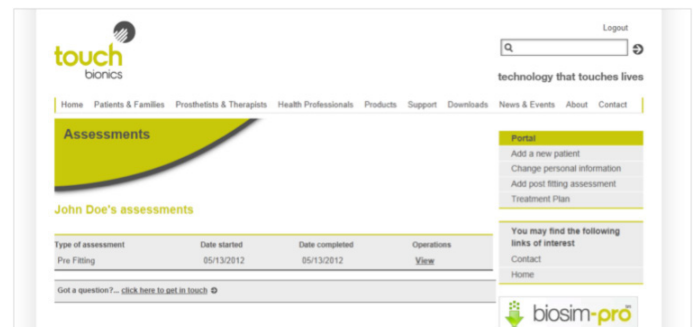 Logout
touch
bionics
technology that touches lives
Home Patients & Families Prosthetists & Therapists Health Professionals Products Support Downloads News & Events About Contact
Assessments
John Doe's assessments
Type of assessment Date started Date completed Operations
Pre Fitting 05/13/2012 05/13/2012 View
Got a question?... click here to get in touch
Portal
Add a new patient
Change personal information
Add post fitting assessment
Treatment Plan
You may find the following
links of interest
Contact
Home
biosim-pro